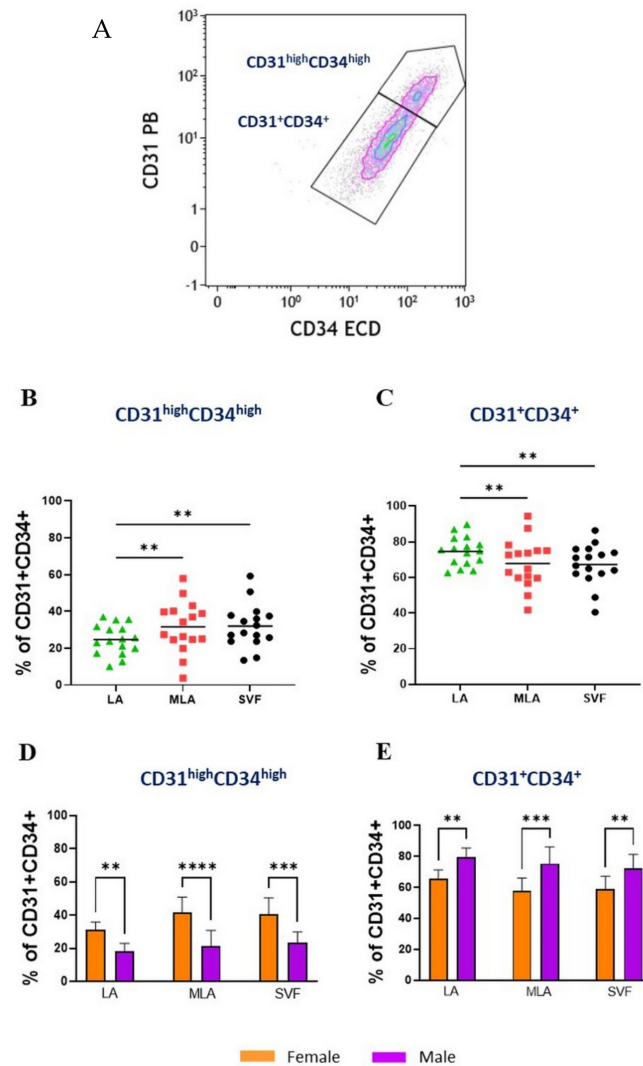 A
CD31highCD34high
CD31+CD34+
CD31 PB
10³
10²
10¹
1
0
-1
0
10⁰
10¹
10²
10³
CD34 ECD
B
CD31highCD34high
% of CD31+CD34+
100
80
60
40
20
0
**
**
LA
MLA
SVF
C
CD31+CD34+
% of CD31+CD34+
100
80
60
40
20
0
**
**
LA
MLA
SVF
D
CD31highCD34high
% of CD31+CD34+
100
80
60
40
20
0
**
****
***
LA
MLA
SVF
E
CD31+CD34+
% of CD31+CD34+
100
80
60
40
20
0
**
***
**
LA
MLA
SVF
Female
Male